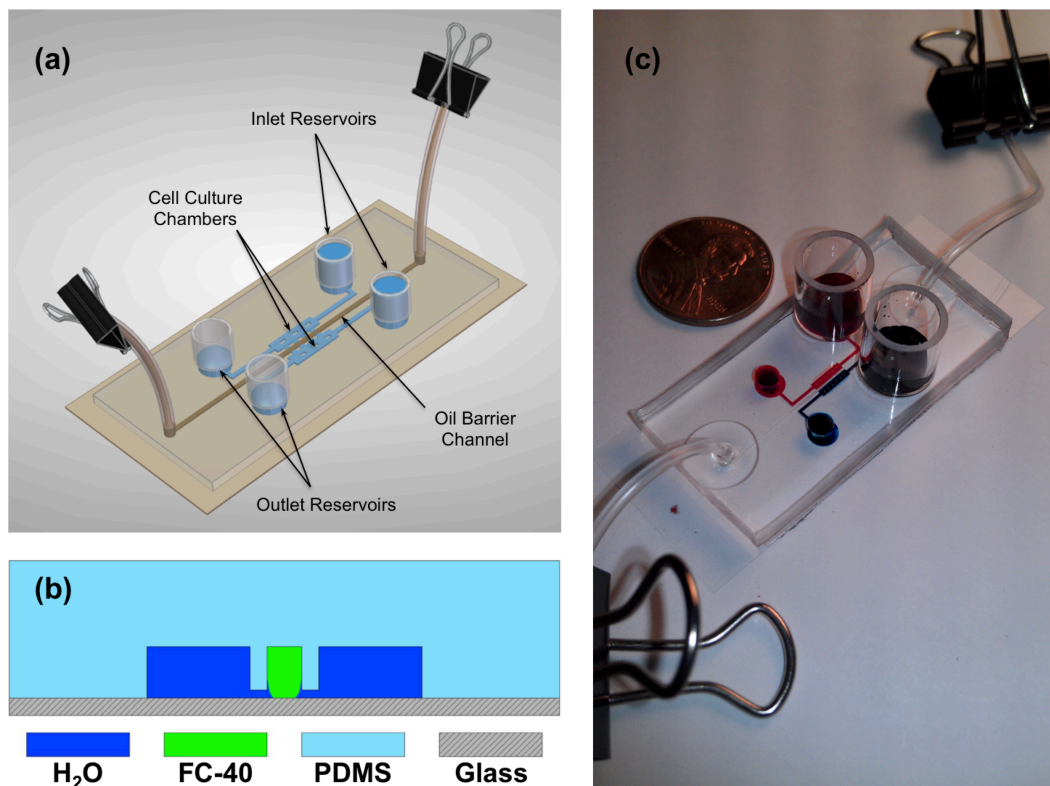 (a)
Inlet Reservoirs
Cell Culture
Chambers
Oil Barrier
Channel
Outlet Reservoirs
(b)
H₂O
FC-40
PDMS
Glass
(c)